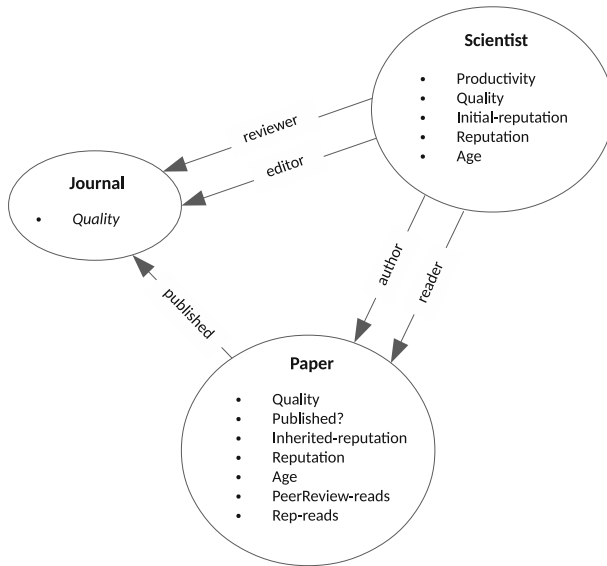 Scientist
• Productivity
• Quality
• Initial-reputation
• Reputation
• Age
reviewer
editor
Journal
• Quality
author
reader
published
Paper
• Quality
• Published?
• Inherited-reputation
• Reputation
• Age
• PeerReview-reads
• Rep-reads